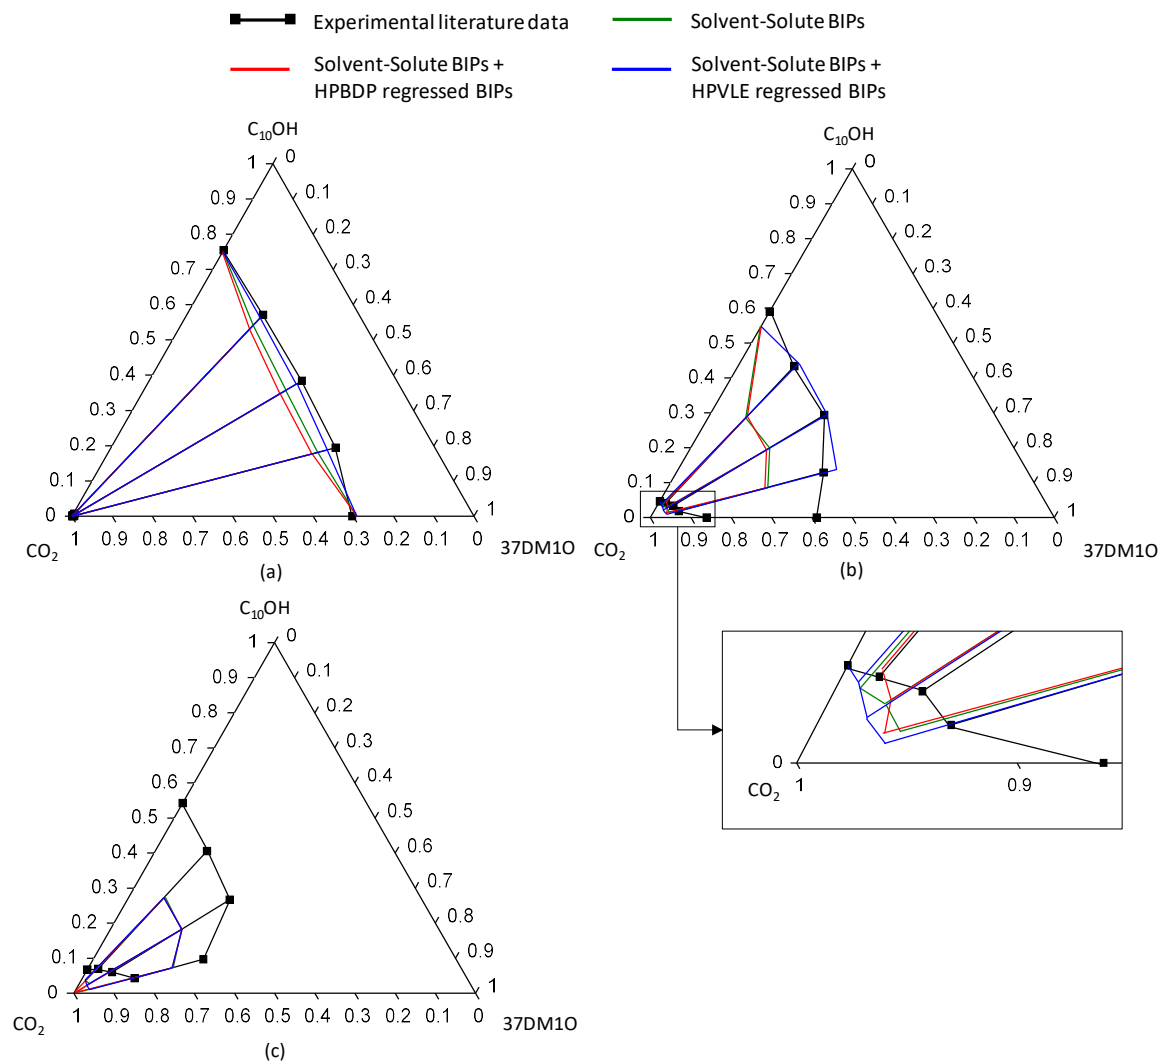 Experimental literature data
Solvent-Solute BIPs
Solvent-Solute BIPs +
HPBDP regressed BIPs
Solvent-Solute BIPs +
HPVLE regressed BIPs
C10OH
1 0
0.9 0.1
0.8 0.2
0.7 0.3
0.6 0.4
0.5 0.5
0.4 0.6
0.3 0.7
0.2 0.8
0.1 0.9
0 1
1 0.9 0.8 0.7 0.6 0.5 0.4 0.3 0.2 0.1 0
CO2 37DM1O
(a)
C10OH
1 0
0.9 0.1
0.8 0.2
0.7 0.3
0.6 0.4
0.5 0.5
0.4 0.6
0.3 0.7
0.2 0.8
0.1 0.9
0 1
1 0.9 0.8 0.7 0.6 0.5 0.4 0.3 0.2 0.1 0
CO2 37DM1O
(b)
0
1 0.9
CO2
C10OH
1 0
0.9 0.1
0.8 0.2
0.7 0.3
0.6 0.4
0.5 0.5
0.4 0.6
0.3 0.7
0.2 0.8
0.1 0.9
0 1
1 0.9 0.8 0.7 0.6 0.5 0.4 0.3 0.2 0.1 0
CO2 37DM1O
(c)